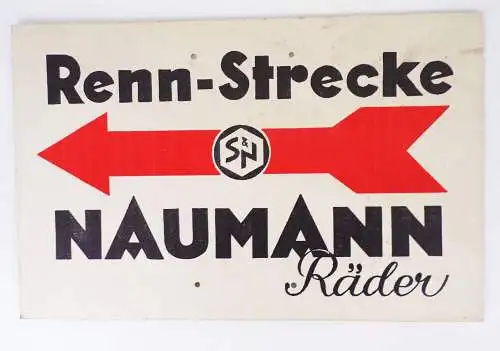 Renn-Strecke
S&N
NAUMANN
Räder